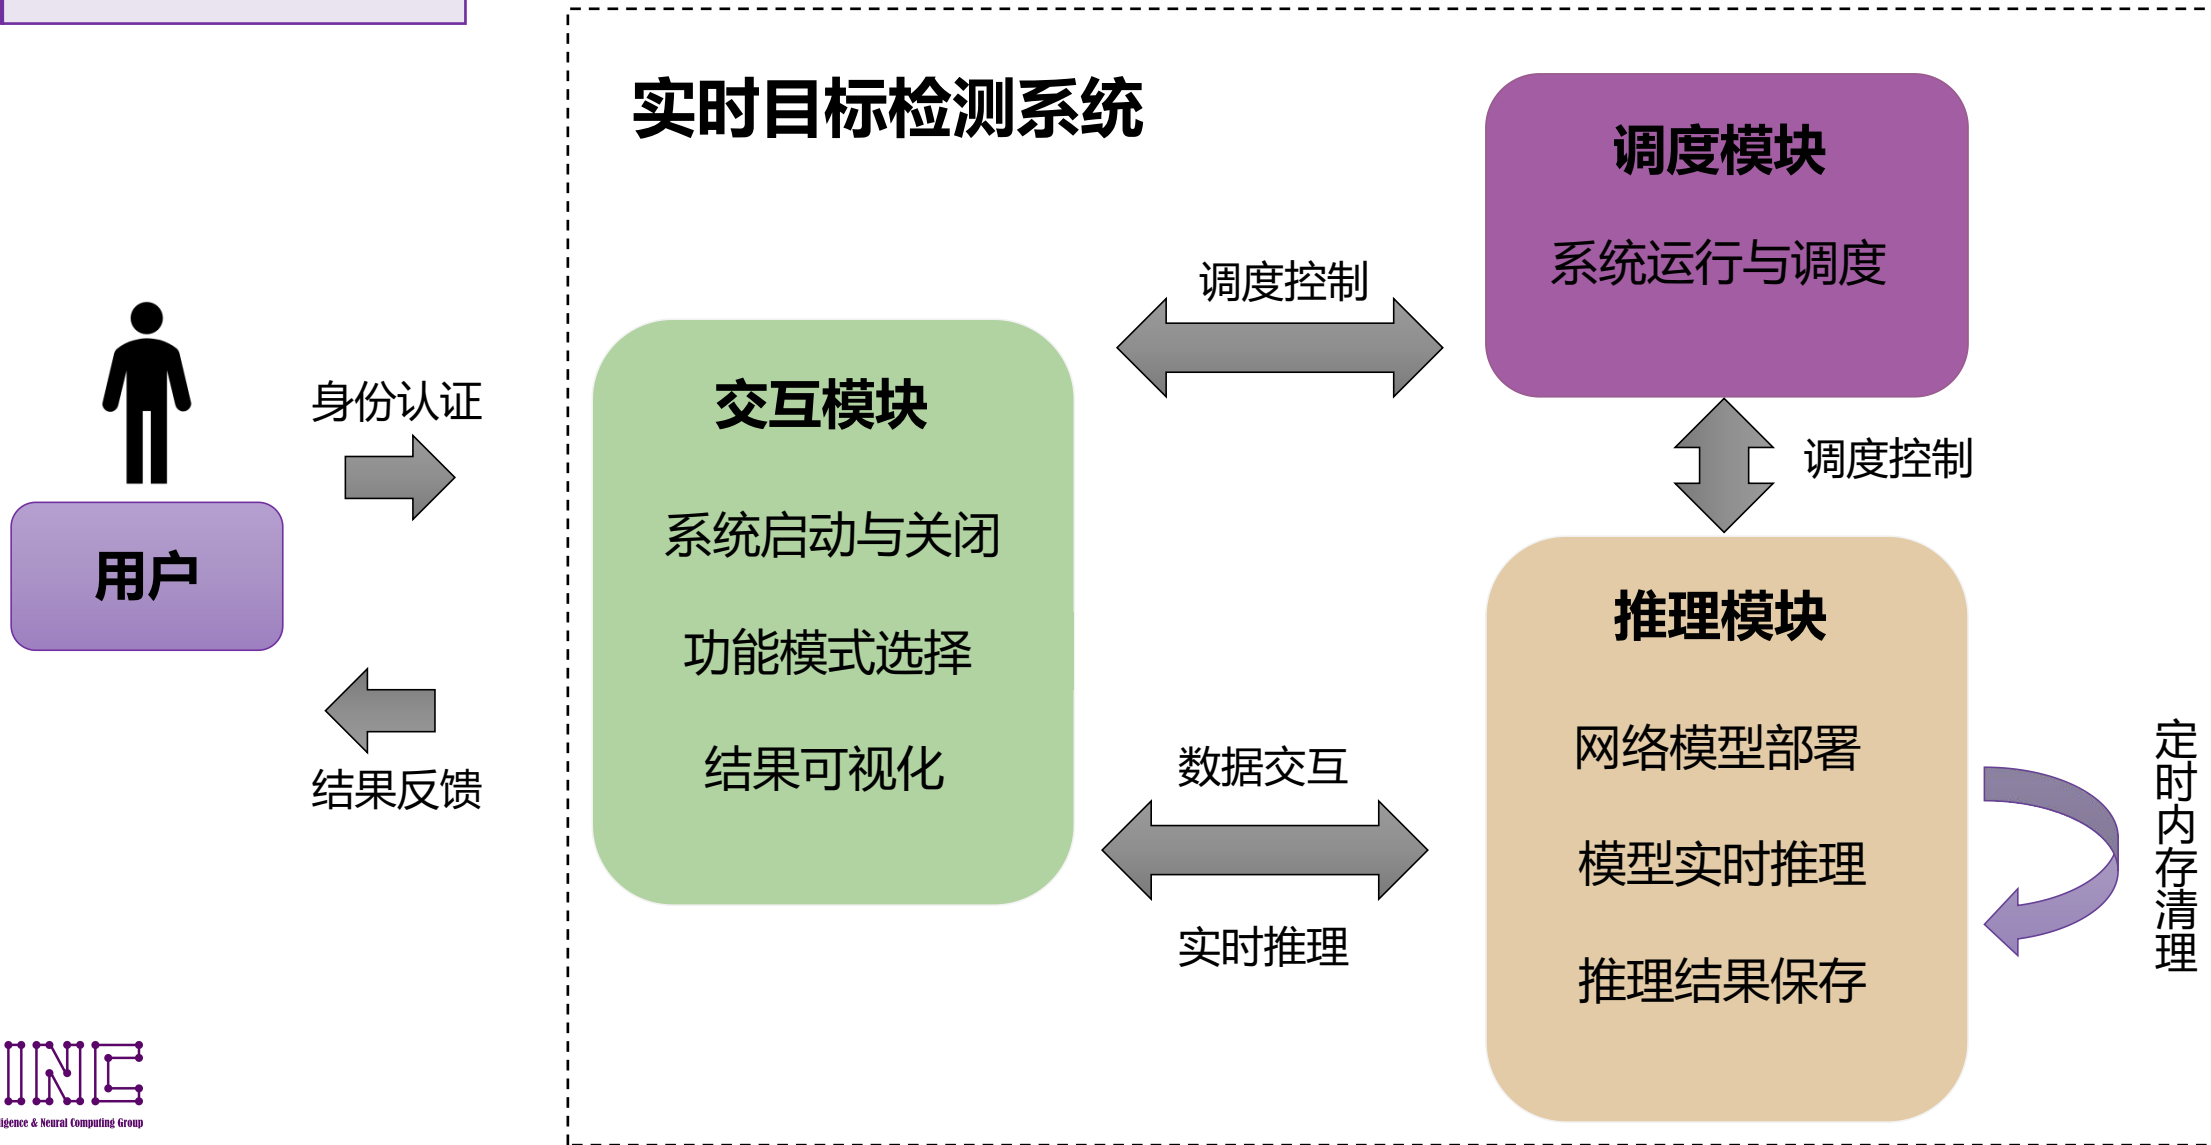 实时目标检测系统
调度模块
系统运行与调度
调度控制
身份认证
交互模块
调度控制
系统启动与关闭
用户
推理模块
功能模式选择
网络模型部署
定时内存清理
结果反馈
结果可视化
数据交互
模型实时推理
实时推理
推理结果保存
INC
& Neural Computing Group